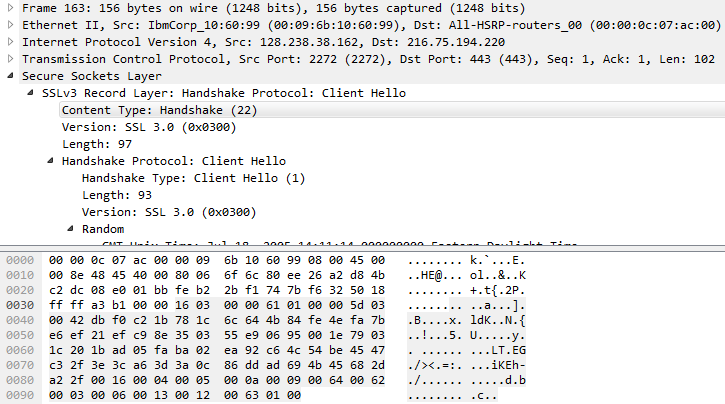 Frame 163: 156 bytes on wire (1248 bits), 156 bytes captured (1248 bits)
Ethernet II, Src: IbmCorp_10:60:99 (00:09:6b:10:60:99), Dst: All-HSRP-routers_00 (00:00:0c:07:ac:00)
Internet Protocol Version 4, Src: 128.238.38.162, Dst: 216.75.194.220
Transmission Control Protocol, Src Port: 2272 (2272), Dst Port: 443 (443), Seq: 1, Ack: 1, Len: 102
Secure Sockets Layer
SSLv3 Record Layer: Handshake Protocol: Client Hello
Content Type: Handshake (22)
Version: SSL 3.0 (0x0300)
Length: 97
Handshake Protocol: Client Hello
Handshake Type: Client Hello (1)
Length: 93
Version: SSL 3.0 (0x0300)
Random
GMT Unix Time: Jul 18, 2005 14:11:14.000000000 Eastern Daylight Time
0000 00 00 0c 07 ac 00 00 09 6b 10 60 99 08 00 45 00 ........ k.`...E.
0010 00 8e 48 45 40 00 80 06 6f 6c 80 ee 26 a2 d8 4b ..HE@... ol..&..K
0020 c2 dc 08 e0 01 bb fe b2 2b f1 74 7b f6 32 50 18 ........ +.t{.2P.
0030 ff ff a3 b1 00 00 16 03 00 00 61 01 00 00 5d 03 ........ ..a...].
0040 00 42 db f0 c2 1b 78 1c 6c 64 4b 84 fe 4e fa 7b .B....x. ldK..N.{
0050 e6 ef 21 ef c9 8e 35 03 55 e9 06 95 00 1e 79 03 ..!...5. U.....y.
0060 1c 20 1b ad 05 fa ba 02 ea 92 c6 4c 54 be 45 47 . ...... ...LT.EG
0070 c3 2f 3e 3c a6 3d 3a 0c 86 dd ad 69 4b 45 68 2d ./><.=:. ...iKEh-
0080 a2 2f 00 16 00 04 00 05 00 0a 00 09 00 64 00 62 ./...... .....d.b
0090 00 03 00 06 00 13 00 12 00 63 01 00 ........ .c..